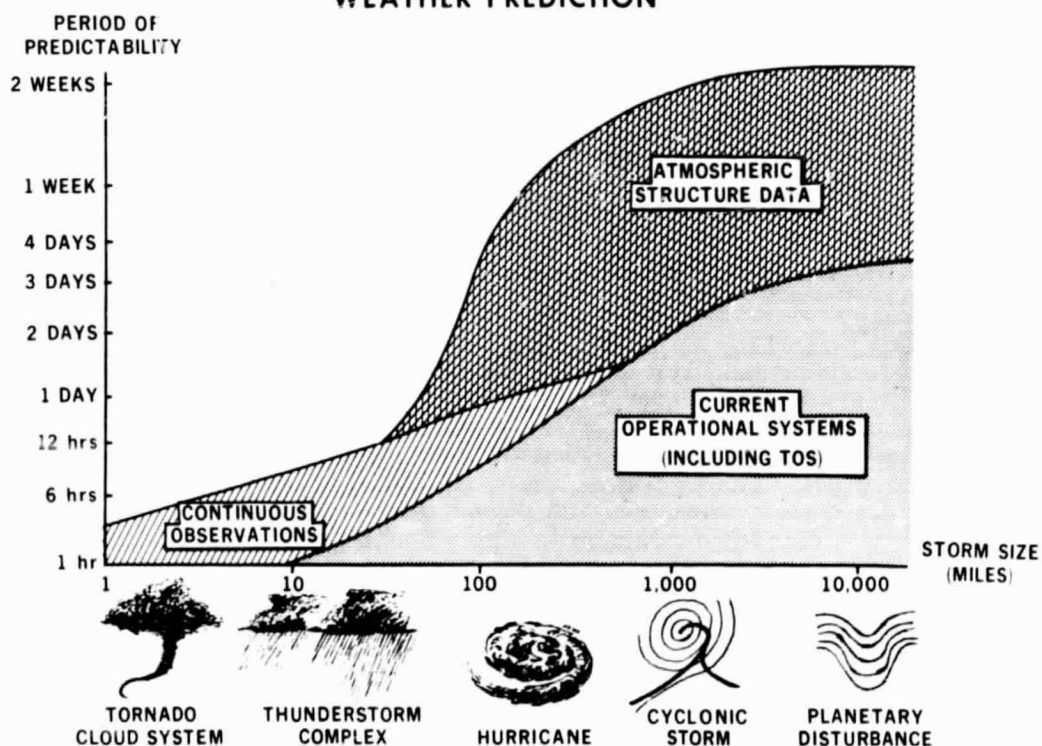 WEATHER PREDICTION
PERIOD OF
PREDICTABILITY
2 WEEKS
1 WEEK
4 DAYS
3 DAYS
2 DAYS
1 DAY
12 hrs
6 hrs
1 hr
ATMOSPHERIC
STRUCTURE DATA
CURRENT
OPERATIONAL SYSTEMS
(INCLUDING TOS)
CONTINUOUS
OBSERVATIONS
1 10 100 1,000 10,000
STORM SIZE
(MILES)
TORNADO
CLOUD SYSTEM
THUNDERSTORM
COMPLEX
HURRICANE
CYCLONIC
STORM
PLANETARY
DISTURBANCE